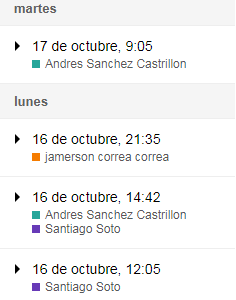 martes
17 de octubre, 9:05
Andres Sanchez Castrillon
lunes
16 de octubre, 21:35
jamerson correa correa
16 de octubre, 14:42
Andres Sanchez Castrillon
Santiago Soto
16 de octubre, 12:05
Santiago Soto